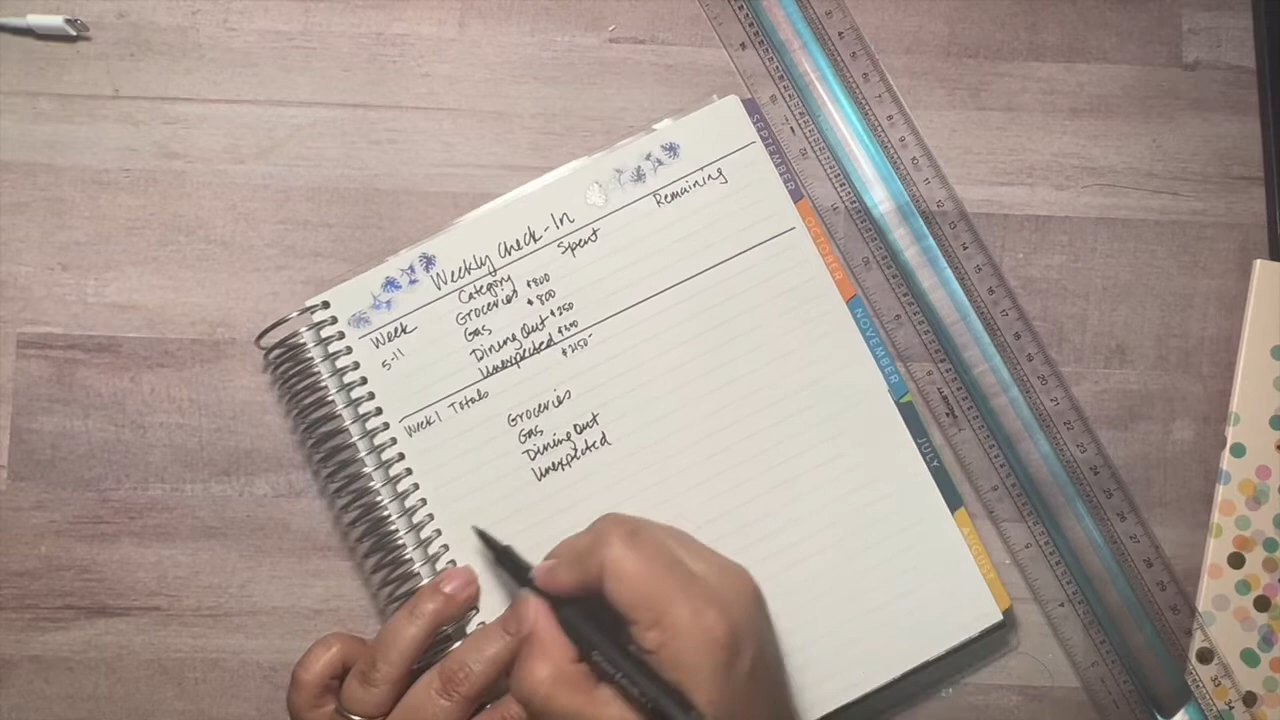 Weekly Check-In
Week Category Spent Remaining
5-11 Groceries $800
Gas $800
Dining Out $250
Unexpected $300
$2150
Week 1 Totals
Groceries
Gas
Dining Out
Unexpected
SEPTEMBER
OCTOBER
NOVEMBER
JULY
AUGUST